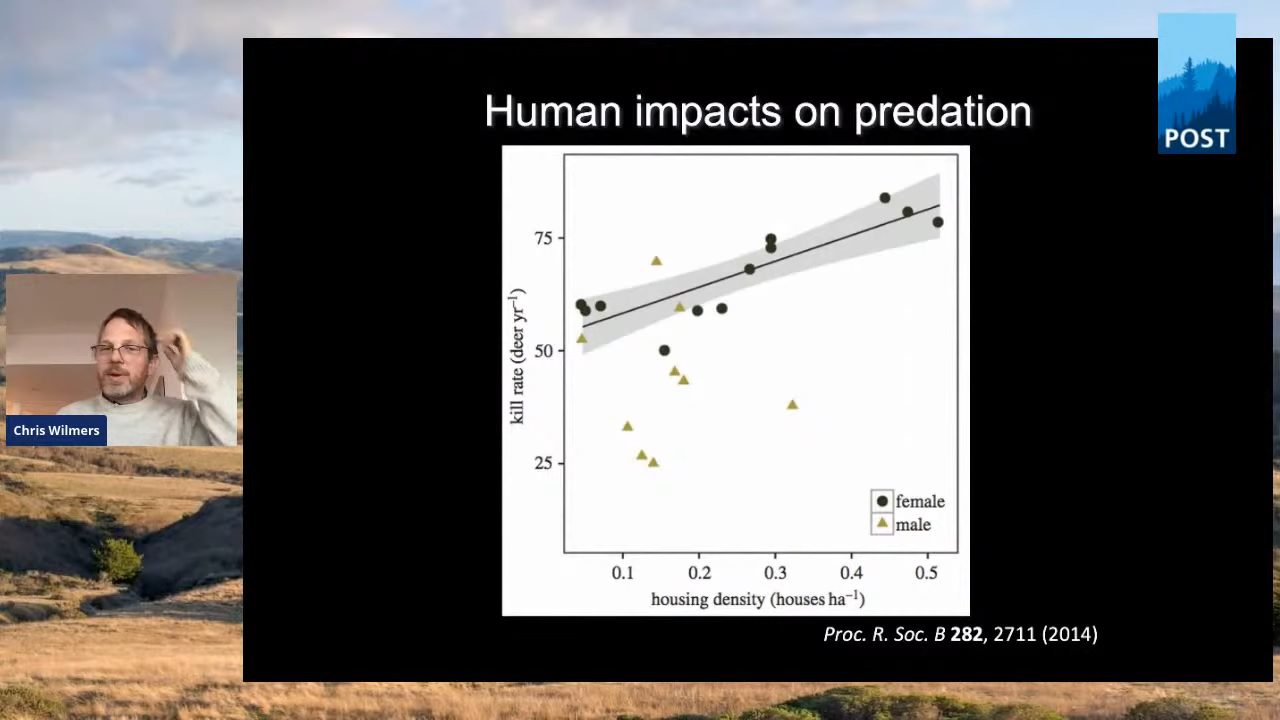 Human impacts on predation
POST
75
50
25
kill rate (deer yr⁻¹)
female
male
0.1 0.2 0.3 0.4 0.5
housing density (houses ha⁻¹)
Chris Wilmers
Proc. R. Soc. B 282, 2711 (2014)